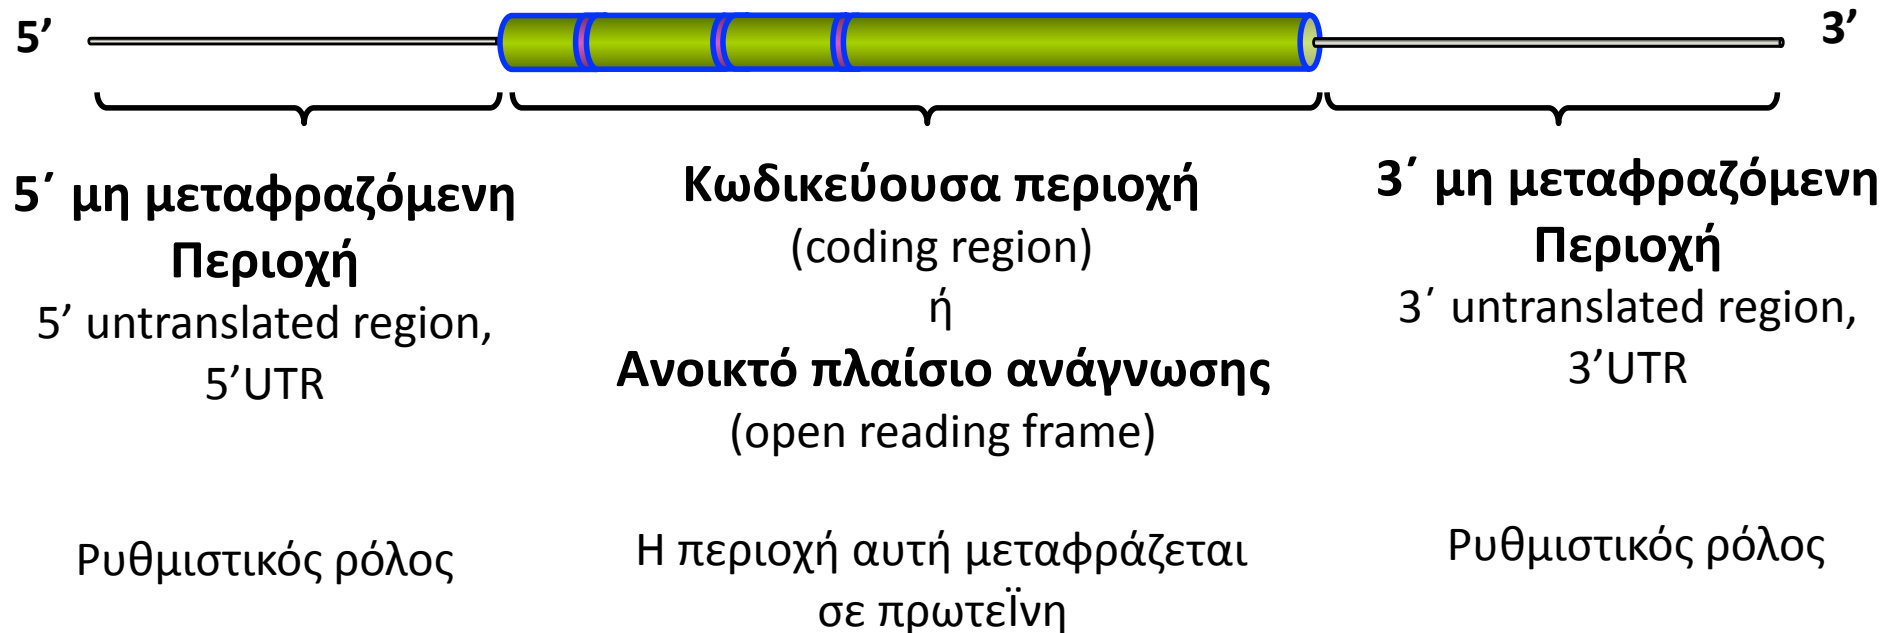 5’
3’
5΄ μη μεταφραζόμενη
Περιοχή
5’ untranslated region,
5’UTR
Κωδικεύουσα περιοχή
(coding region)
ή
Ανοικτό πλαίσιο ανάγνωσης
(open reading frame)
3΄ μη μεταφραζόμενη
Περιοχή
3΄ untranslated region,
3’UTR
Ρυθμιστικός ρόλος
Η περιοχή αυτή μεταφράζεται
σε πρωτεΪνη
Ρυθμιστικός ρόλος